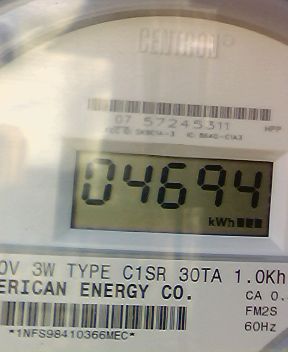 CENTRON®
07 57245311
HPP
04694
kWh
0V 3W TYPE C1SR 30TA 1.0Kh
ERICAN ENERGY CO.
CA 0.
FM2S
*1NFS98410366MEC*
60Hz